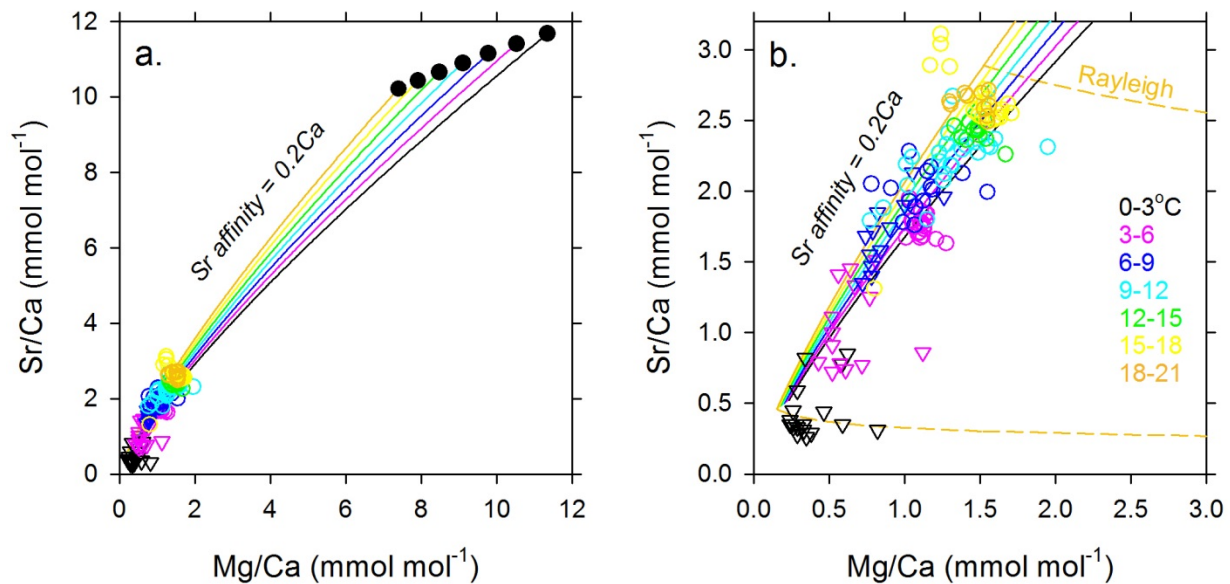 a.
12
10
8
6
4
2
0
Sr/Ca (mmol mol⁻¹)
Sr affinity = 0.2Ca
0 2 4 6 8 10 12
Mg/Ca (mmol mol⁻¹)
b.
3.0
2.5
2.0
1.5
1.0
0.5
0.0
Sr/Ca (mmol mol⁻¹)
Sr affinity = 0.2Ca
Rayleigh
0-3°C
3-6
6-9
9-12
12-15
15-18
18-21
0.0 0.5 1.0 1.5 2.0 2.5 3.0
Mg/Ca (mmol mol⁻¹)